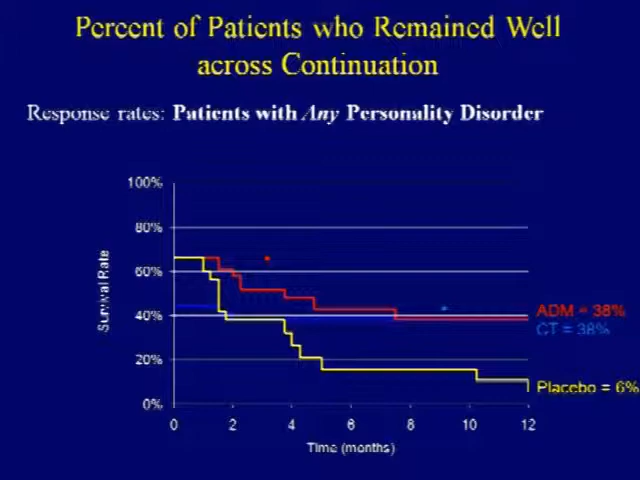 Percent of Patients who Remained Well
across Continuation
Response rates: Patients with Any Personality Disorder
100%
80%
60%
40%
20%
0%
Survival Rate
0 2 4 6 8 10 12
Time (months)
ADM = 38%
CT = 38%
Placebo = 6%